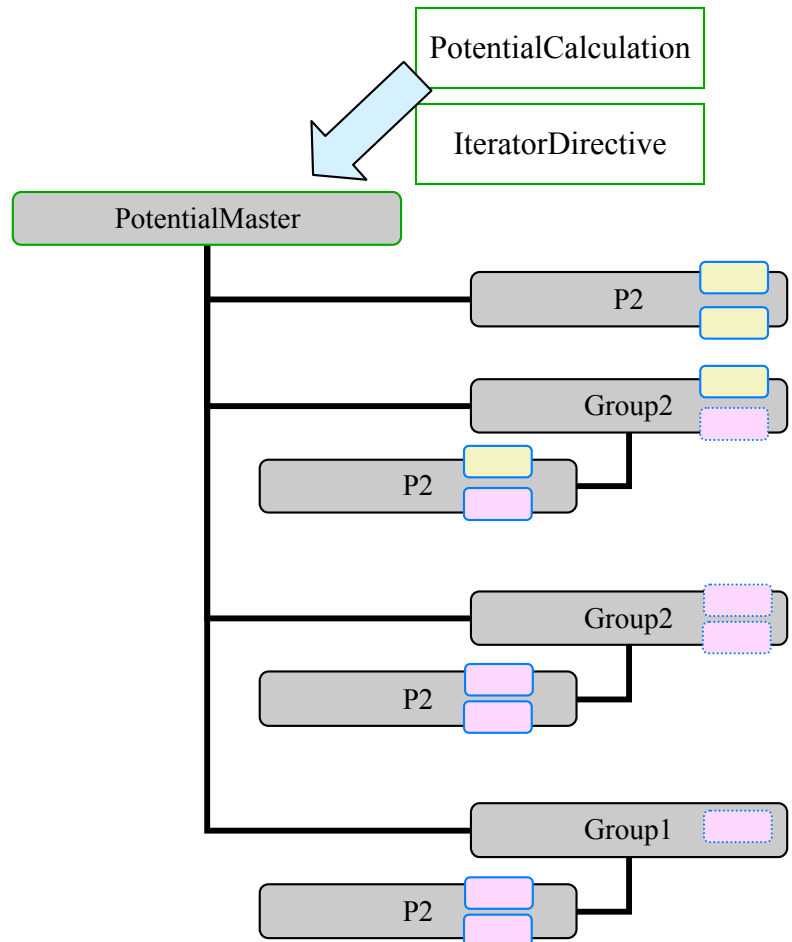 PotentialCalculation
IteratorDirective
PotentialMaster
P2
Group2
P2
Group2
P2
Group1
P2